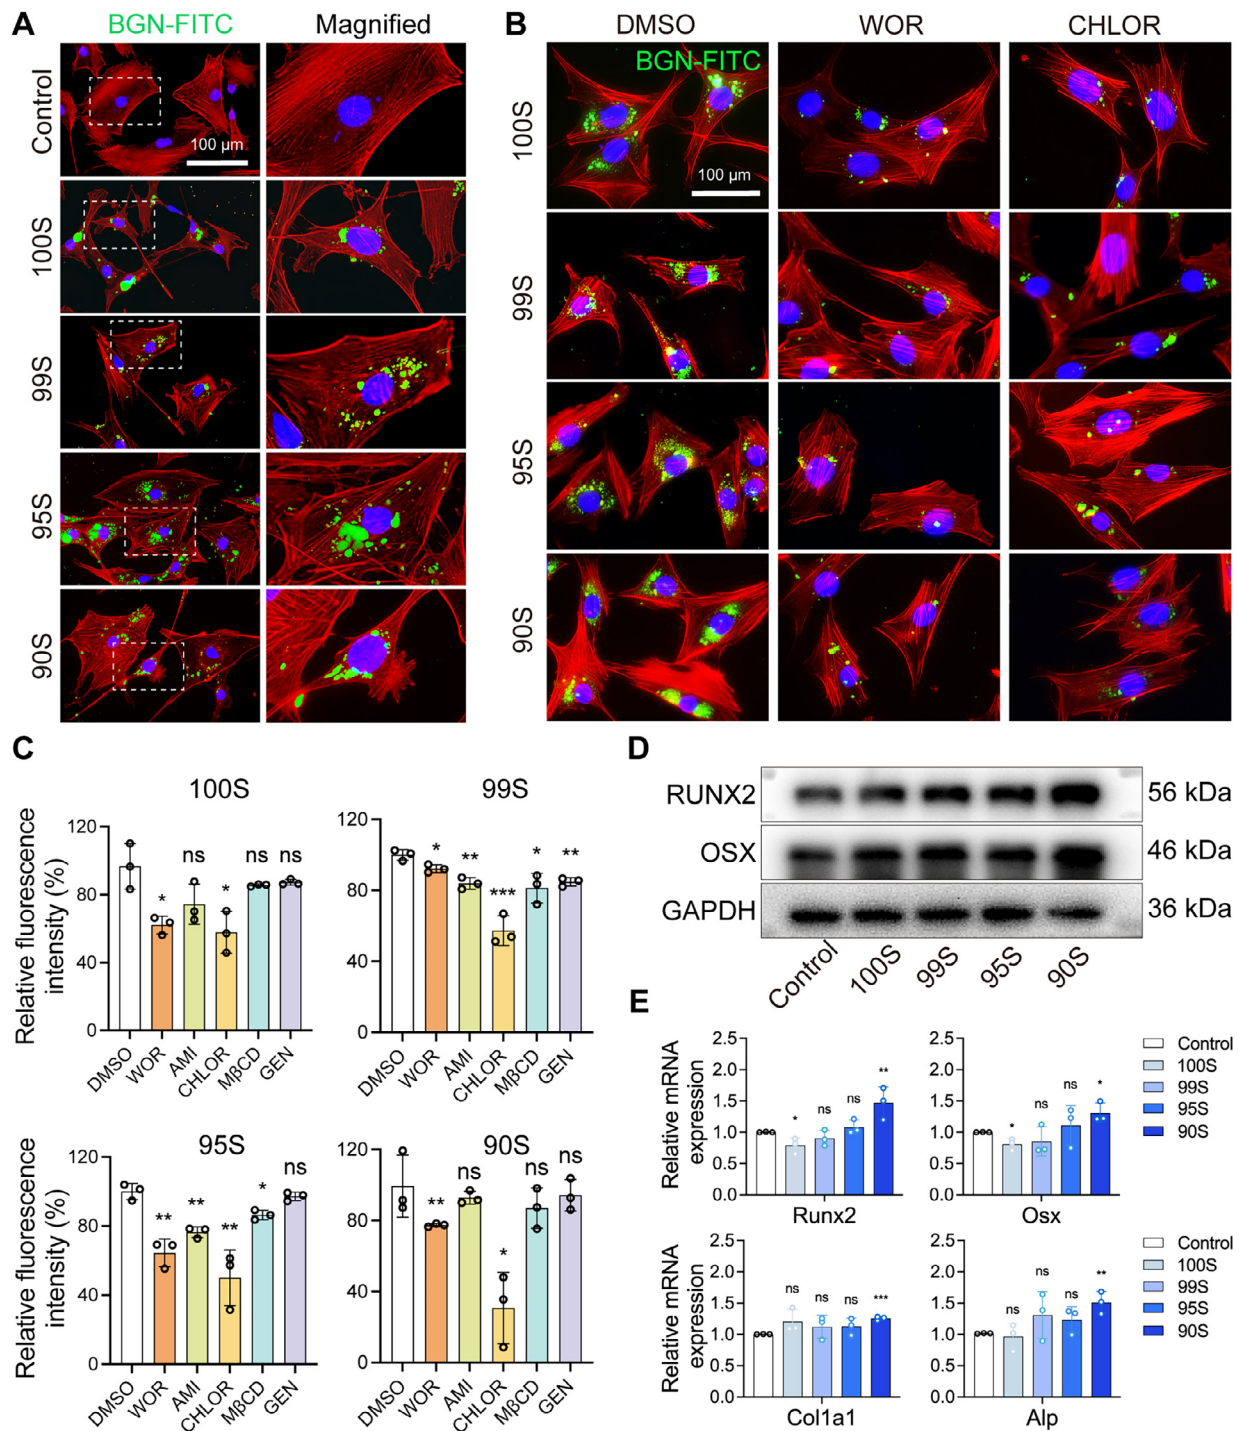 A
BGN-FITC
Magnified
Control
100 µm
100S
99S
95S
90S
B
DMSO
WOR
CHLOR
BGN-FITC
100S
100 µm
99S
95S
90S
C
100S
Relative fluorescence
intensity (%)
120
80
40
0
ns
ns
ns
*
*
DMSO
WOR
AMI
CHLOR
MβCD
GEN
99S
120
80
40
0
*
**
***
*
**
DMSO
WOR
AMI
CHLOR
MβCD
GEN
95S
Relative fluorescence
intensity (%)
120
80
40
0
**
**
**
*
ns
DMSO
WOR
AMI
CHLOR
MβCD
GEN
90S
120
90
60
30
0
**
ns
*
ns
ns
DMSO
WOR
AMI
CHLOR
MβCD
GEN
D
RUNX2
56 kDa
OSX
46 kDa
GAPDH
36 kDa
Control
100S
99S
95S
90S
E
Relative mRNA
expression
2.5
2.0
1.5
1.0
0.5
0.0
*
ns
ns
**
Runx2
2.5
2.0
1.5
1.0
0.5
0.0
*
ns
ns
*
Osx
Control
100S
99S
95S
90S
Relative mRNA
expression
2.5
2.0
1.5
1.0
0.5
0.0
ns
ns
ns
***
Col1a1
2.5
2.0
1.5
1.0
0.5
0.0
ns
ns
ns
**
Alp
Control
100S
99S
95S
90S